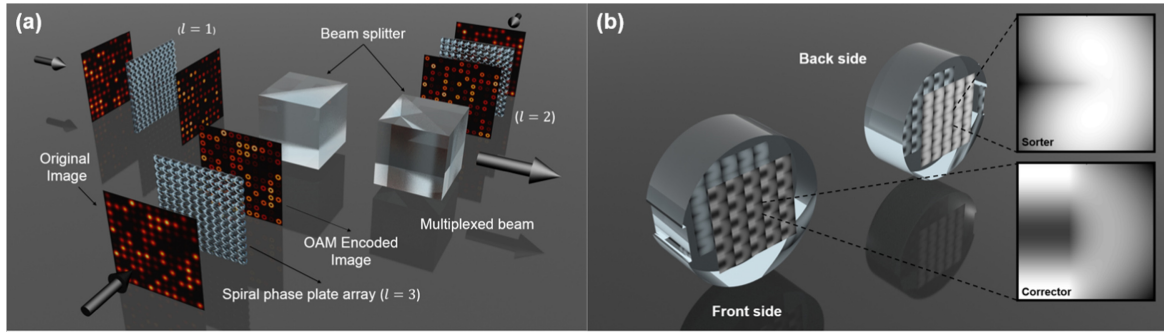 (a)
(l = 1)
Beam splitter
(l = 2)
Original
Image
Multiplexed beam
OAM Encoded
Image
Spiral phase plate array (l = 3)
(b)
Back side
Sorter
Corrector
Front side